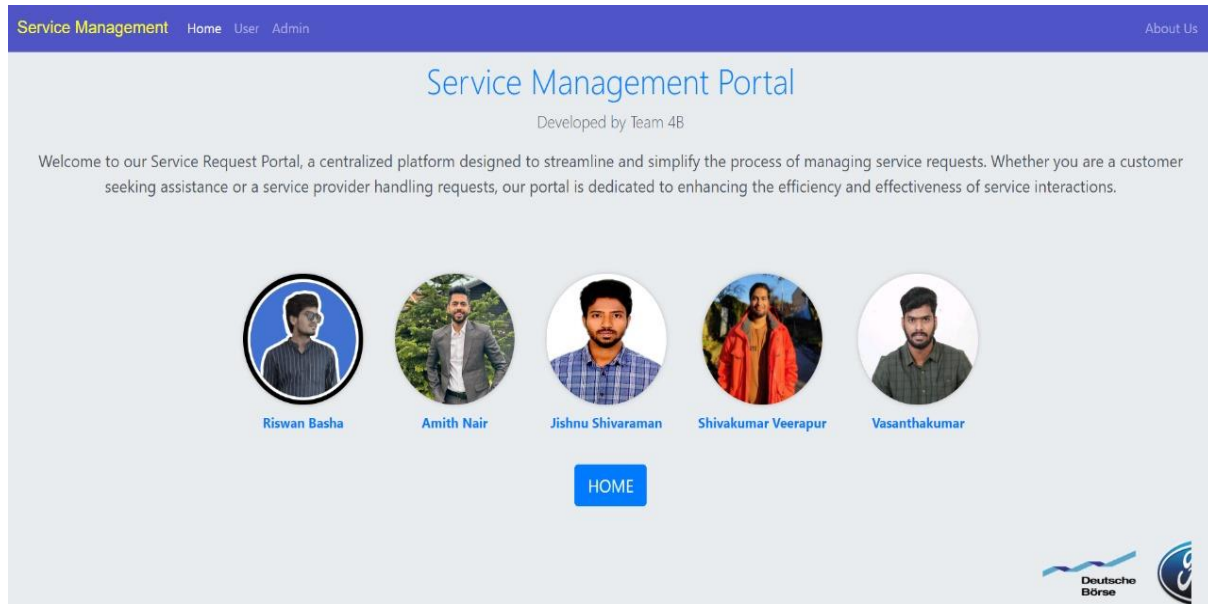 Service Management Home User Admin About Us
Service Management Portal
Developed by Team 4B
Welcome to our Service Request Portal, a centralized platform designed to streamline and simplify the process of managing service requests. Whether you are a customer
seeking assistance or a service provider handling requests, our portal is dedicated to enhancing the efficiency and effectiveness of service interactions.
Riswan Basha Amith Nair Jishnu Shivaraman Shivakumar Veerapur Vasanthakumar
HOME
Deutsche
Börse